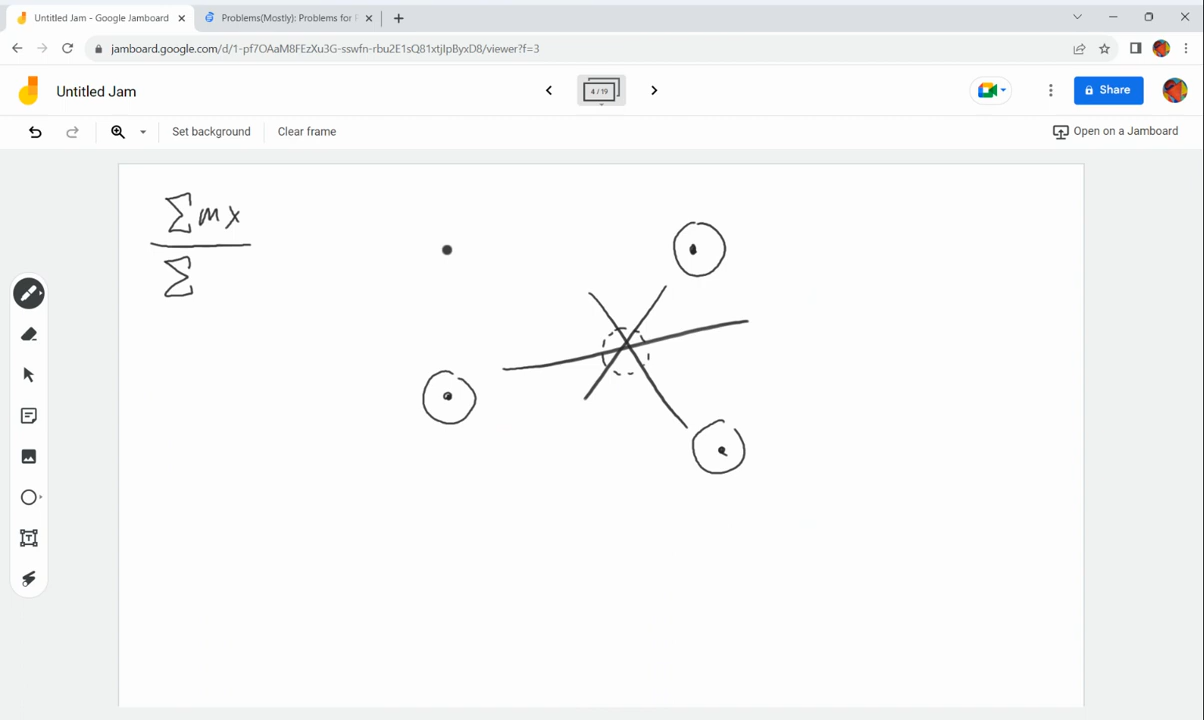 Untitled Jam - Google Jamboard
Problems(Mostly): Problems for
jamboard.google.com/d/1-pf7OAaM8FEzXu3G-sswfn-rbu2E1sQ81xtjlpByxD8/viewer?f=3
Untitled Jam
4 / 19
Share
Set background
Clear frame
Open on a Jamboard
Σmx
Σ